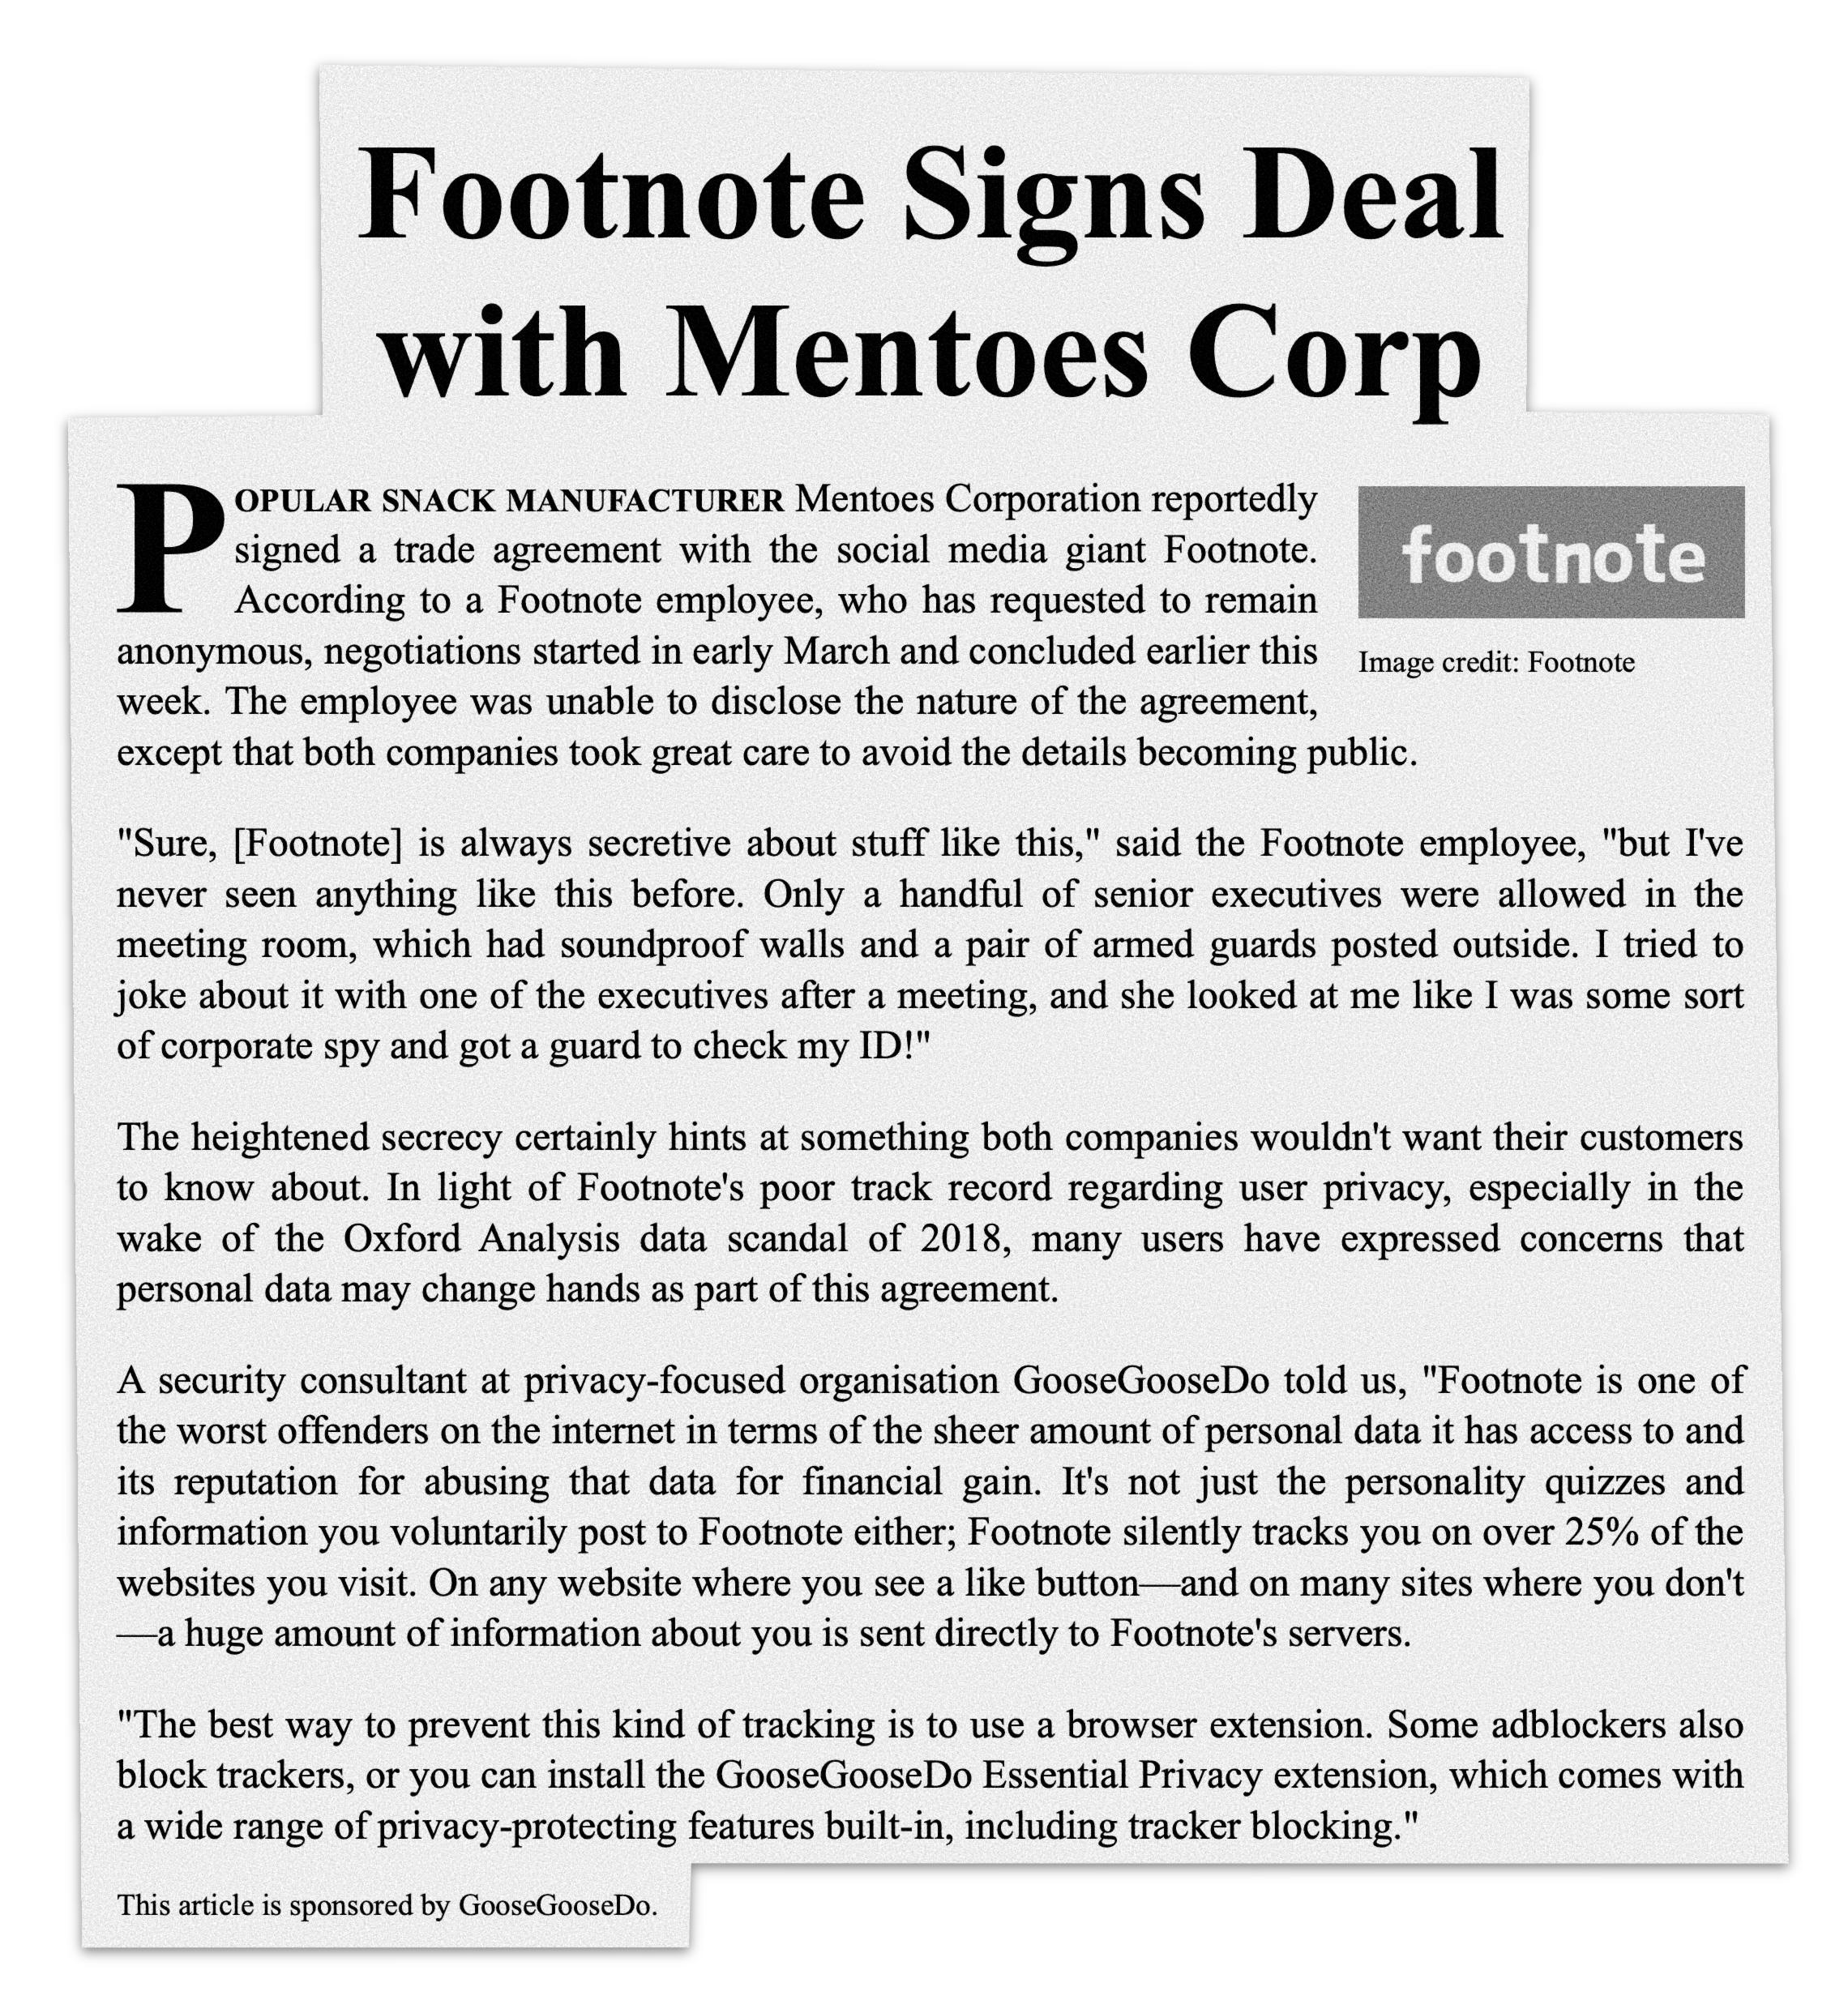 Footnote Signs Deal
with Mentoes Corp
POPULAR SNACK MANUFACTURER Mentoes Corporation reportedly
signed a trade agreement with the social media giant Footnote.
According to a Footnote employee, who has requested to remain
anonymous, negotiations started in early March and concluded earlier this
week. The employee was unable to disclose the nature of the agreement,
except that both companies took great care to avoid the details becoming public.
footnote
Image credit: Footnote
"Sure, [Footnote] is always secretive about stuff like this," said the Footnote employee, "but I've
never seen anything like this before. Only a handful of senior executives were allowed in the
meeting room, which had soundproof walls and a pair of armed guards posted outside. I tried to
joke about it with one of the executives after a meeting, and she looked at me like I was some sort
of corporate spy and got a guard to check my ID!"
The heightened secrecy certainly hints at something both companies wouldn't want their customers
to know about. In light of Footnote's poor track record regarding user privacy, especially in the
wake of the Oxford Analysis data scandal of 2018, many users have expressed concerns that
personal data may change hands as part of this agreement.
A security consultant at privacy-focused organisation GooseGooseDo told us, "Footnote is one of
the worst offenders on the internet in terms of the sheer amount of personal data it has access to and
its reputation for abusing that data for financial gain. It's not just the personality quizzes and
information you voluntarily post to Footnote either; Footnote silently tracks you on over 25% of the
websites you visit. On any website where you see a like button—and on many sites where you don't
—a huge amount of information about you is sent directly to Footnote's servers.
"The best way to prevent this kind of tracking is to use a browser extension. Some adblockers also
block trackers, or you can install the GooseGooseDo Essential Privacy extension, which comes with
a wide range of privacy-protecting features built-in, including tracker blocking."
This article is sponsored by GooseGooseDo.